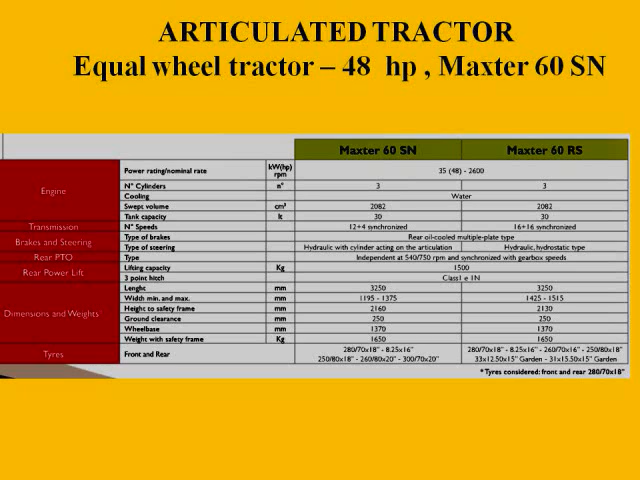 ARTICULATED TRACTOR
Equal wheel tractor – 48 hp , Maxter 60 SN
Maxter 60 SN Maxter 60 RS
Engine
Power rating/nominal rate kW(hp) rpm 35 (48) - 2600
N° Cylinders n° 3 3
Cooling Water
Swept volume cm³ 2082 2082
Tank capacity lt 30 30
Transmission N° Speeds 12+4 synchronized 16+16 synchronized
Brakes and Steering
Type of brakes Rear oil-cooled multiple-plate type
Type of steering Hydraulic with cylinder acting on the articulation Hydraulic, hydrostatic type
Rear PTO Type Independent at 540/750 rpm and synchronized with gearbox speeds
Rear Power Lift
Lifting capacity Kg 1500
3 point hitch Class1 e 1N
Dimensions and Weights*
Lenght mm 3250 3250
Width min. and max. mm 1195 - 1375 1425 - 1515
Height to safety frame mm 2160 2130
Ground clearance mm 250 250
Wheelbase mm 1370 1370
Weight with safety frame Kg 1650 1650
Tyres Front and Rear
280/70x18" - 8.25x16" 280/70x18" - 8.25x16" - 260/70x16" - 250/80x18"
250/80x18" - 260/80x20" - 300/70x20" 33x12.50x15" Garden - 31x15.50x15" Garden
* Tyres considered: front and rear 280/70x18"